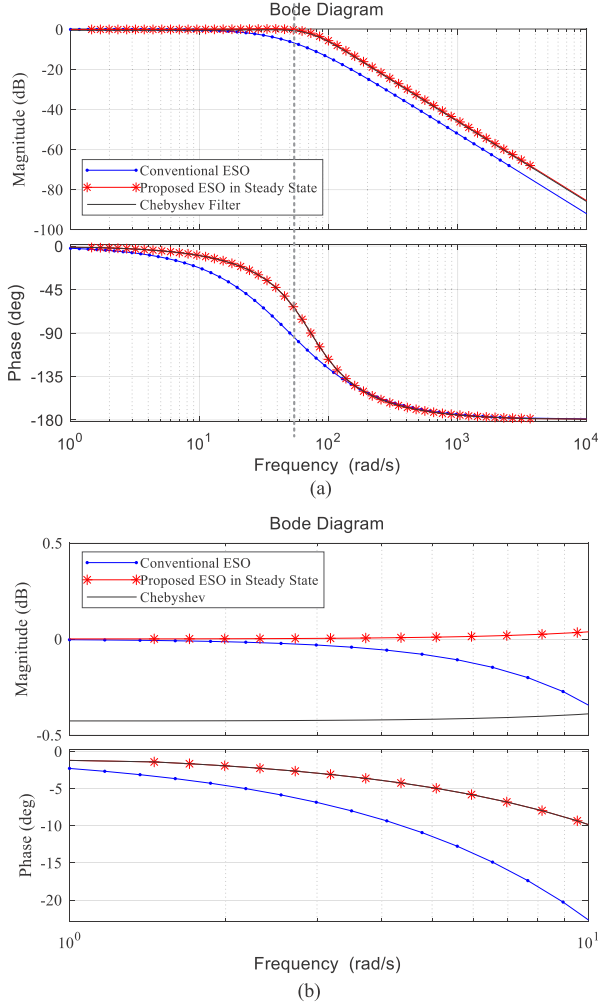 Bode Diagram
0
-20
-40
-60
-80
-100
Magnitude (dB)
Conventional ESO
Proposed ESO in Steady State
Chebyshev Filter
0
-45
-90
-135
-180
Phase (deg)
10^0
10^1
10^2
10^3
10^4
Frequency (rad/s)
(a)
Bode Diagram
0.5
0
-0.5
Magnitude (dB)
Conventional ESO
Proposed ESO in Steady State
Chebyshev
0
-5
-10
-15
-20
Phase (deg)
10^0
10^1
Frequency (rad/s)
(b)